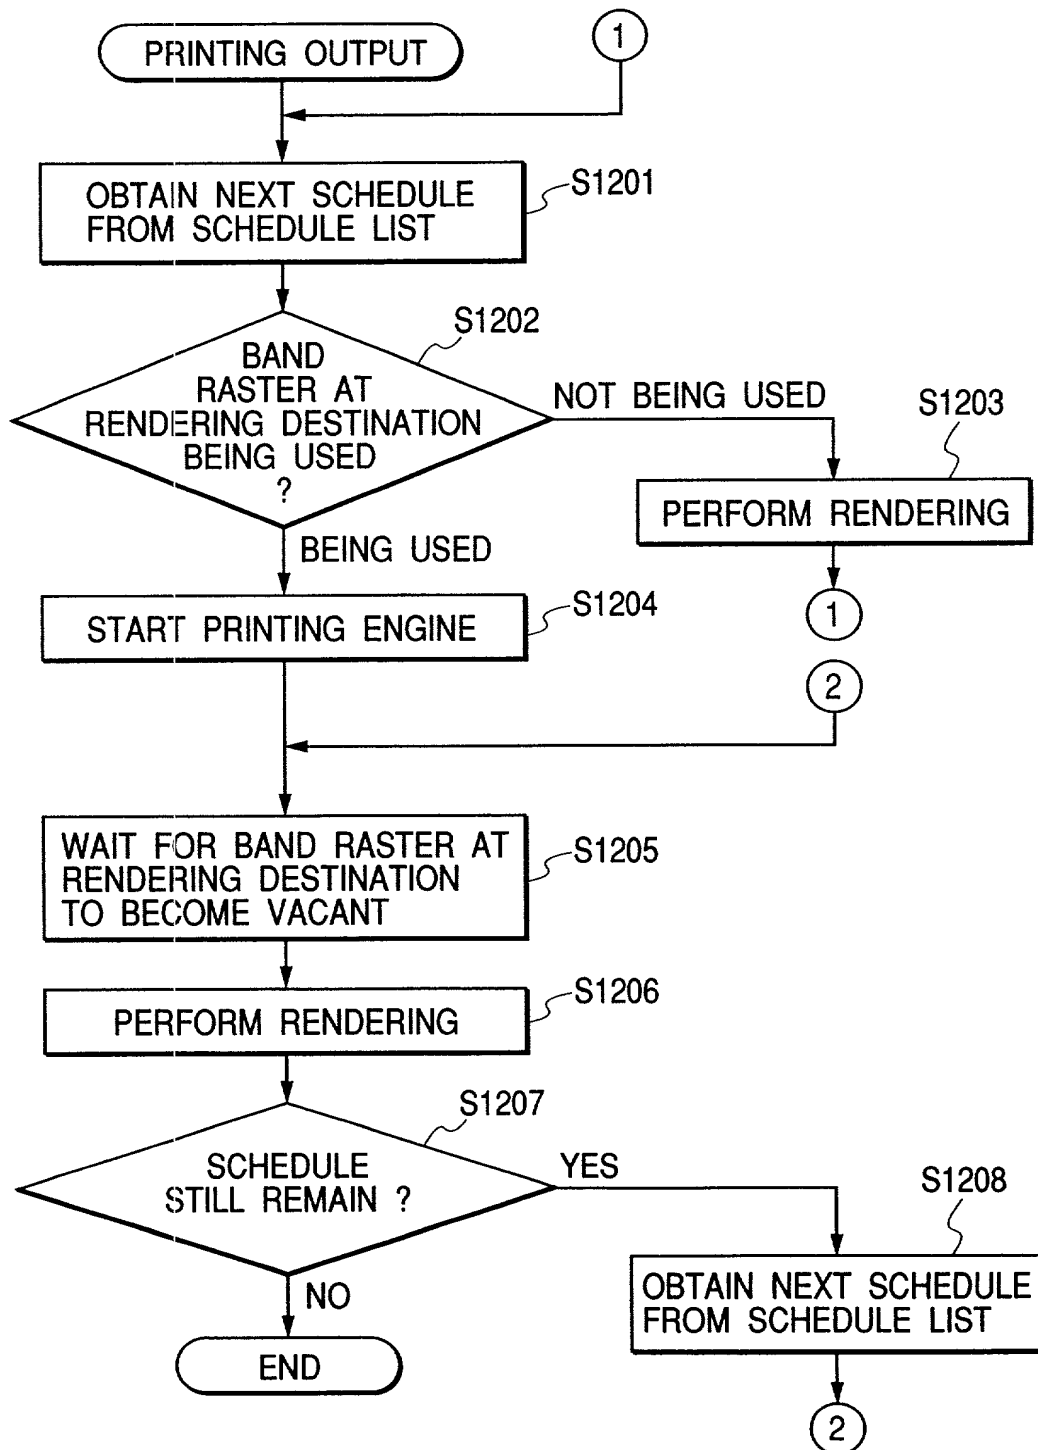 PRINTING OUTPUT
1
OBTAIN NEXT SCHEDULE
FROM SCHEDULE LIST
S1201
S1202
BAND
RASTER AT
RENDERING DESTINATION
BEING USED
?
NOT BEING USED
S1203
PERFORM RENDERING
1
BEING USED
S1204
START PRINTING ENGINE
2
WAIT FOR BAND RASTER AT
RENDERING DESTINATION
TO BECOME VACANT
S1205
PERFORM RENDERING
S1206
S1207
SCHEDULE
STILL REMAIN ?
YES
S1208
OBTAIN NEXT SCHEDULE
FROM SCHEDULE LIST
2
NO
END